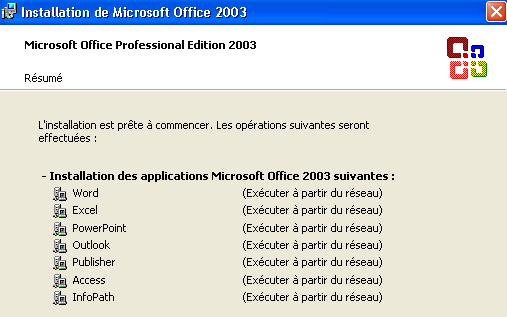 Installation de Microsoft Office 2003
Microsoft Office Professional Edition 2003
Résumé
L'installation est prête à commencer. Les opérations suivantes seront
effectuées :
- Installation des applications Microsoft Office 2003 suivantes :
Word (Exécuter à partir du réseau)
Excel (Exécuter à partir du réseau)
PowerPoint (Exécuter à partir du réseau)
Outlook (Exécuter à partir du réseau)
Publisher (Exécuter à partir du réseau)
Access (Exécuter à partir du réseau)
InfoPath (Exécuter à partir du réseau)